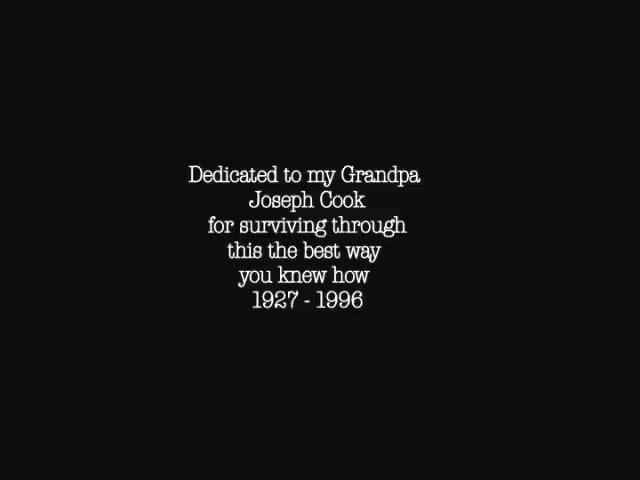 Dedicated to my Grandpa
Joseph Cook
for surviving through
this the best way
you knew how
1927 - 1996